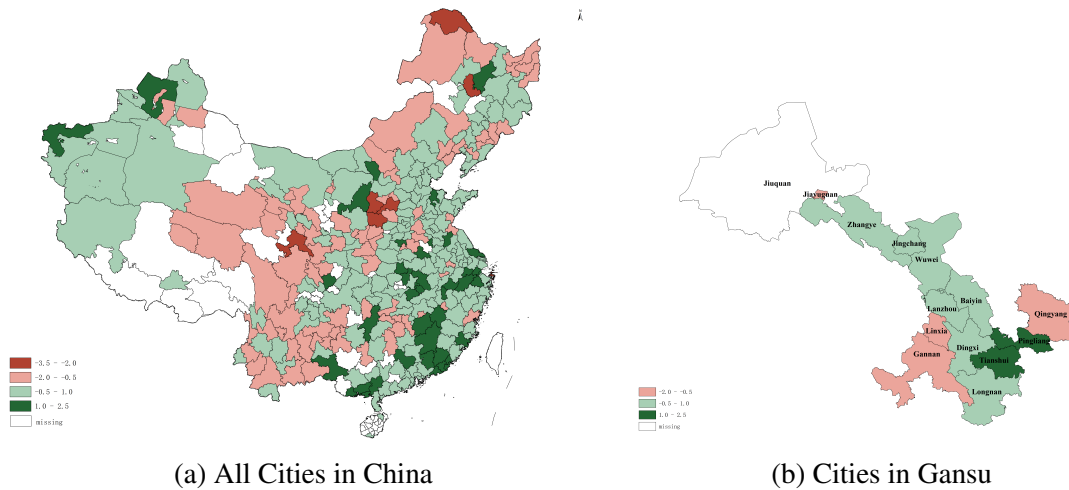 N
-3.5 - -2.0
-2.0 - -0.5
-0.5 - 1.0
1.0 - 2.5
missing
(a) All Cities in China
Jiuquan
Jiayuguan
Zhangye
Jingchang
Wuwei
Baiyin
Lanzhou
Qingyang
Linxia
Pingliang
Dingxi
Gannan
Tianshui
Longnan
-2.0 - -0.5
-0.5 - 1.0
1.0 - 2.5
missing
(b) Cities in Gansu